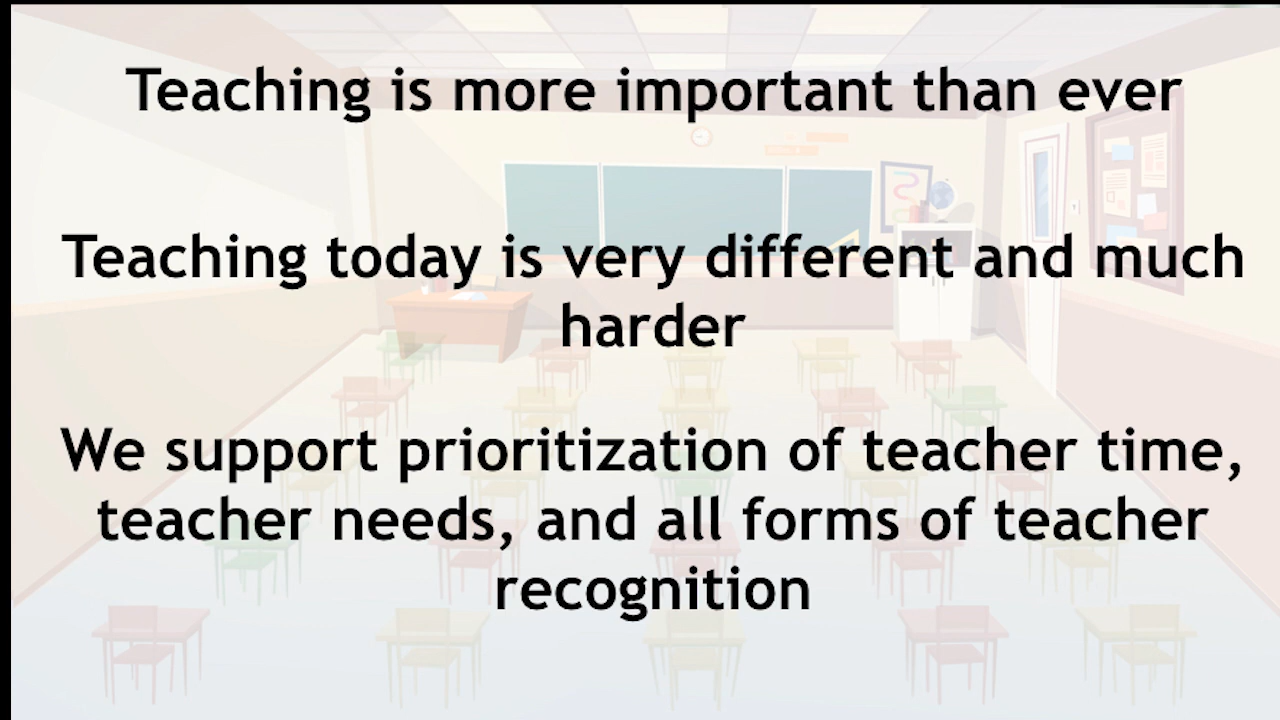 Teaching is more important than ever
Teaching today is very different and much
harder
We support prioritization of teacher time,
teacher needs, and all forms of teacher
recognition